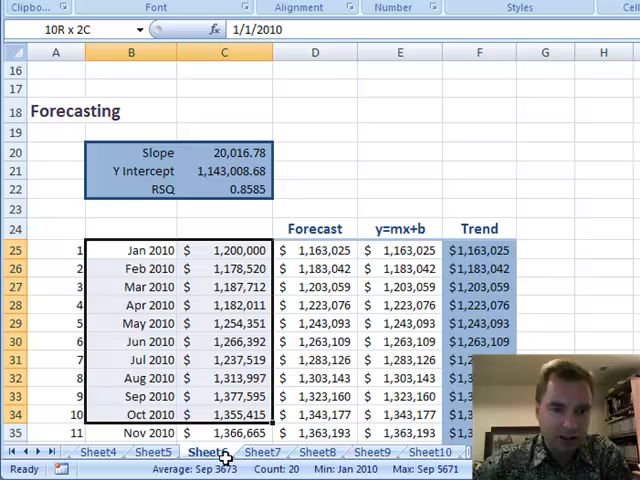 Clipboa... Font Alignment Number Styles
10R x 2C fx 1/1/2010
A B C D E F G H
16
17
18 Forecasting
19
20 Slope 20,016.78
21 Y Intercept 1,143,008.68
22 RSQ 0.8585
23
24 Forecast y=mx+b Trend
25 1 Jan 2010 $ 1,200,000 $ 1,163,025 $ 1,163,025 $1,163,025
26 2 Feb 2010 $ 1,178,520 $ 1,183,042 $ 1,183,042 $1,183,042
27 3 Mar 2010 $ 1,187,712 $ 1,203,059 $ 1,203,059 $1,203,059
28 4 Apr 2010 $ 1,182,011 $ 1,223,076 $ 1,223,076 $1,223,076
29 5 May 2010 $ 1,254,351 $ 1,243,093 $ 1,243,093 $1,243,093
30 6 Jun 2010 $ 1,266,392 $ 1,263,109 $ 1,263,109 $1,263,109
31 7 Jul 2010 $ 1,237,519 $ 1,283,126 $ 1,283,126
32 8 Aug 2010 $ 1,313,997 $ 1,303,143 $ 1,303,143
33 9 Sep 2010 $ 1,377,595 $ 1,323,160 $ 1,323,160
34 10 Oct 2010 $ 1,355,415 $ 1,343,177 $ 1,343,177
35 11 Nov 2010 $ 1,366,665 $ 1,363,193 $ 1,363,193
Sheet4 Sheet5 Sheet6 Sheet7 Sheet8 Sheet9 Sheet10
Ready Average: Sep 3673 Count: 20 Min: Jan 2010 Max: Sep 5671